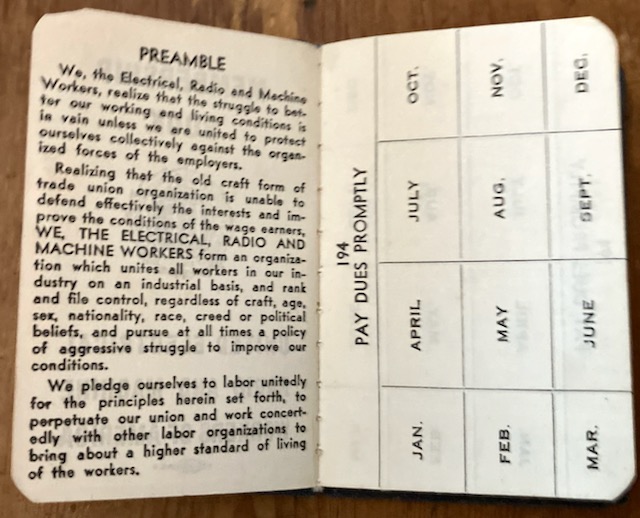 PREAMBLE
We, the Electrical, Radio and Machine
Workers, realize that the struggle to bet-
ter our working and living conditions is
in vain unless we are united to protect
ourselves collectively against the organ-
ized forces of the employers.
Realizing that the old craft form of
trade union organization is unable to
defend effectively the interests and im-
prove the conditions of the wage earners,
WE, THE ELECTRICAL, RADIO AND
MACHINE WORKERS form an organiza-
tion which unites all workers in our in-
dustry on an industrial basis, and rank
and file control, regardless of craft, age,
sex, nationality, race, creed or political
beliefs, and pursue at all times a policy
of aggressive struggle to improve our
conditions.
We pledge ourselves to labor unitedly
for the principles herein set forth, to
perpetuate our union and work concert-
edly with other labor organizations to
bring about a higher standard of living
of the workers.
194
PAY DUES PROMPTLY
JAN. APRIL JULY OCT.
FEB. MAY AUG. NOV.
MAR. JUNE SEPT. DEC.